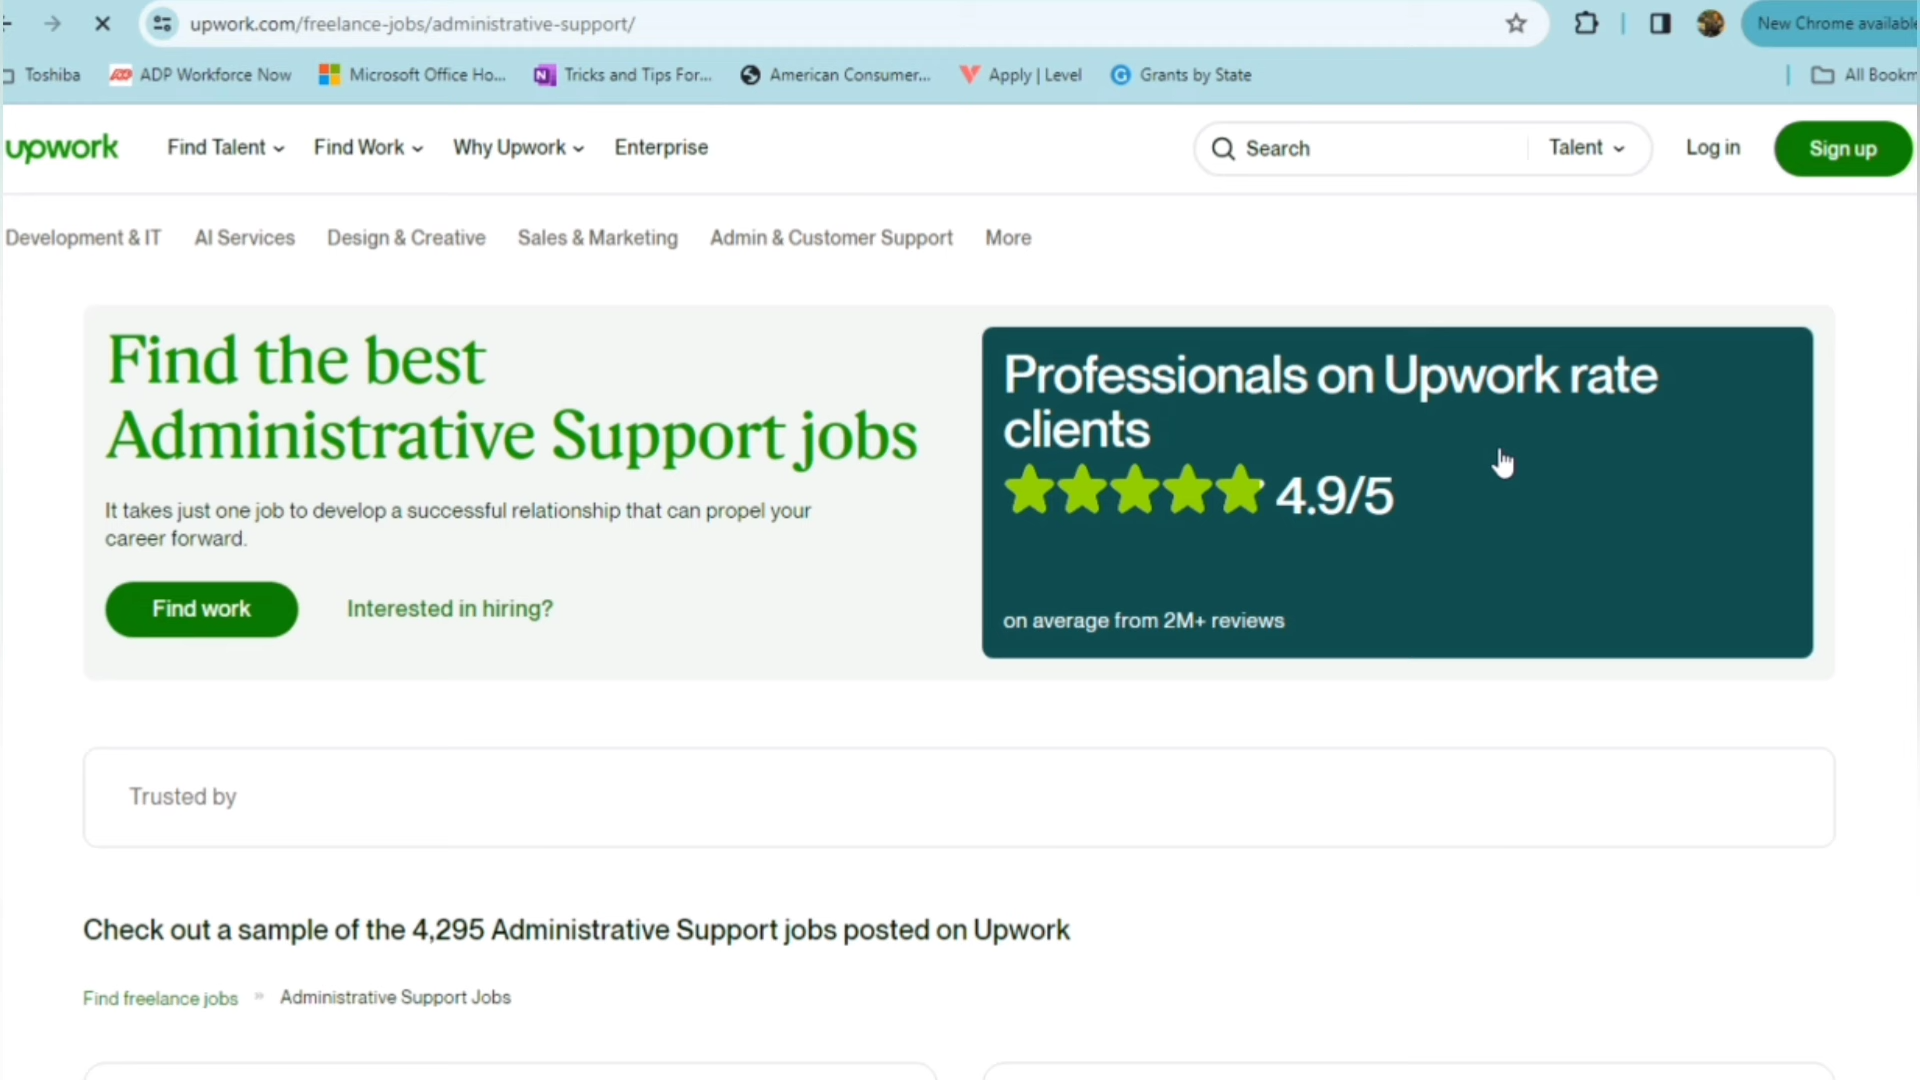 upwork.com/freelance-jobs/administrative-support/
New Chrome available
Toshiba ADP Workforce Now Microsoft Office Ho... Tricks and Tips For... American Consumer... Apply | Level Grants by State All Bookm
upwork Find Talent Find Work Why Upwork Enterprise Search Talent Log in Sign up
Development & IT AI Services Design & Creative Sales & Marketing Admin & Customer Support More
Find the best
Administrative Support jobs
It takes just one job to develop a successful relationship that can propel your
career forward.
Find work Interested in hiring?
Professionals on Upwork rate
clients
4.9/5
on average from 2M+ reviews
Trusted by
Check out a sample of the 4,295 Administrative Support jobs posted on Upwork
Find freelance jobs » Administrative Support Jobs